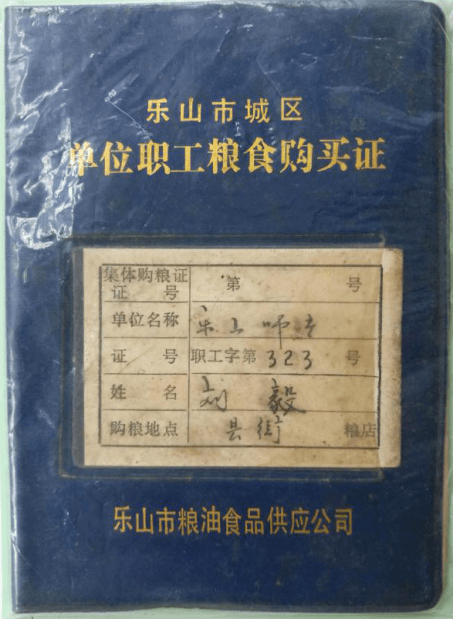 乐山市城区
单位职工粮食购买证
集体购粮证
证号 第 号
单位名称 乐山师专
证号 职工字第323号
姓名 刘毅
购粮地点 县街粮店
乐山市粮油食品供应公司